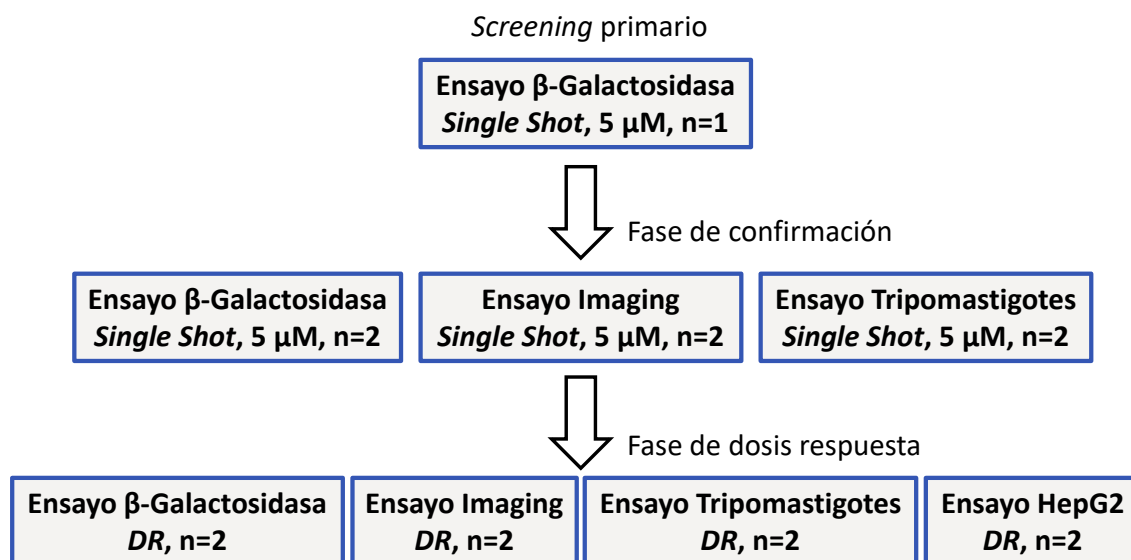 Screening primario
Ensayo β-Galactosidasa
Single Shot, 5 µM, n=1
Fase de confirmación
Ensayo β-Galactosidasa
Single Shot, 5 µM, n=2
Ensayo Imaging
Single Shot, 5 µM, n=2
Ensayo Tripomastigotes
Single Shot, 5 µM, n=2
Fase de dosis respuesta
Ensayo β-Galactosidasa
DR, n=2
Ensayo Imaging
DR, n=2
Ensayo Tripomastigotes
DR, n=2
Ensayo HepG2
DR, n=2